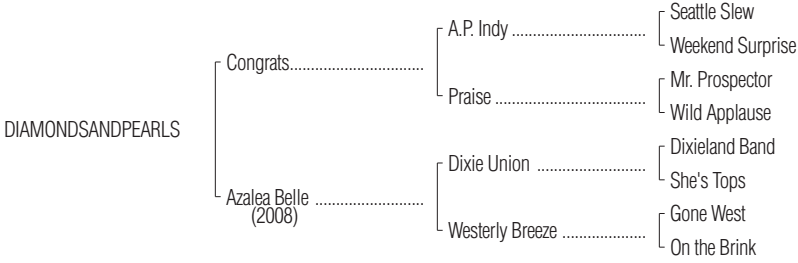 Seattle Slew
A.P. Indy ..............................
Weekend Surprise
Congrats..............................
Mr. Prospector
Praise ..................................
Wild Applause
DIAMONDSANDPEARLS
Dixieland Band
Dixie Union ........................
She's Tops
Azalea Belle ........................
(2008)
Gone West
Westerly Breeze ..................
On the Brink